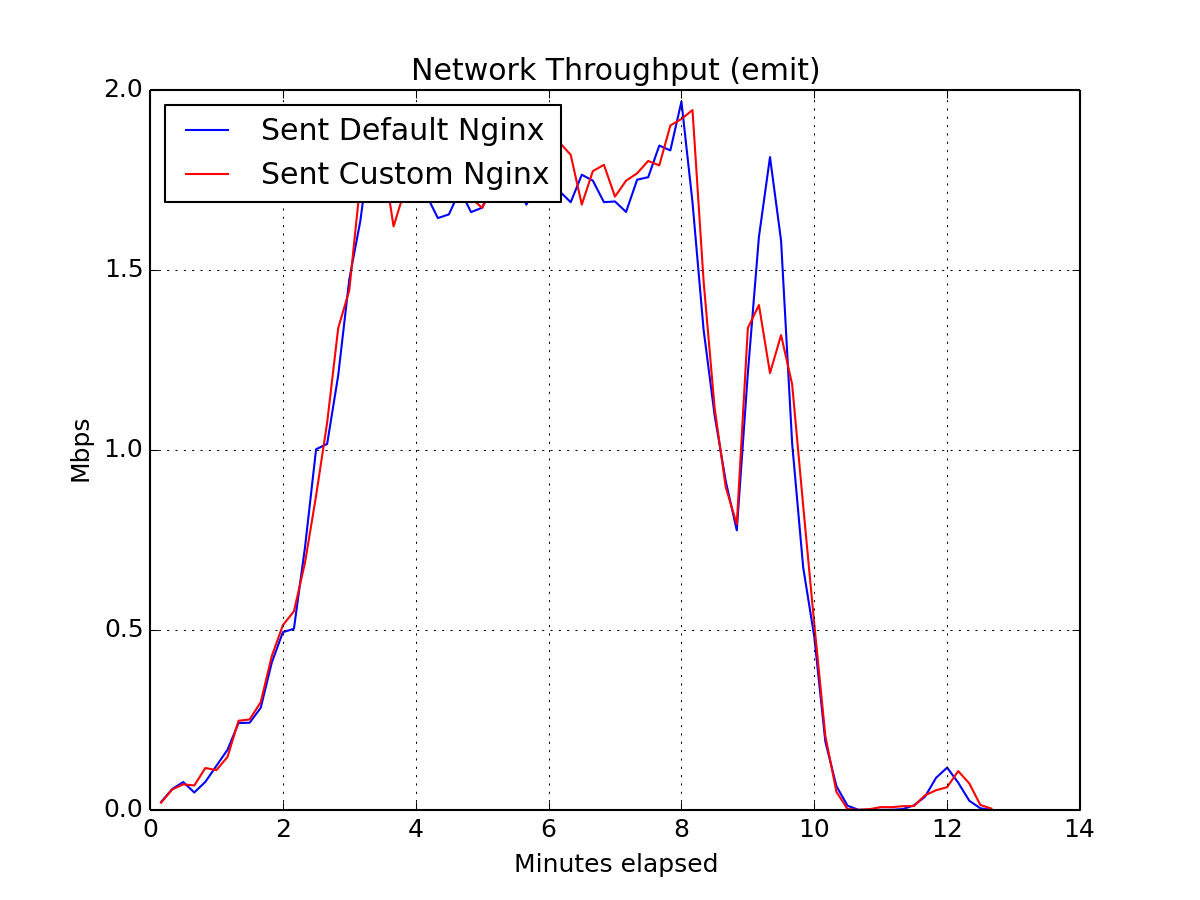 Network Throughput (emit)
Sent Default Nginx
Sent Custom Nginx
2.0
1.5
1.0
0.5
0.0
Mbps
0 2 4 6 8 10 12 14
Minutes elapsed